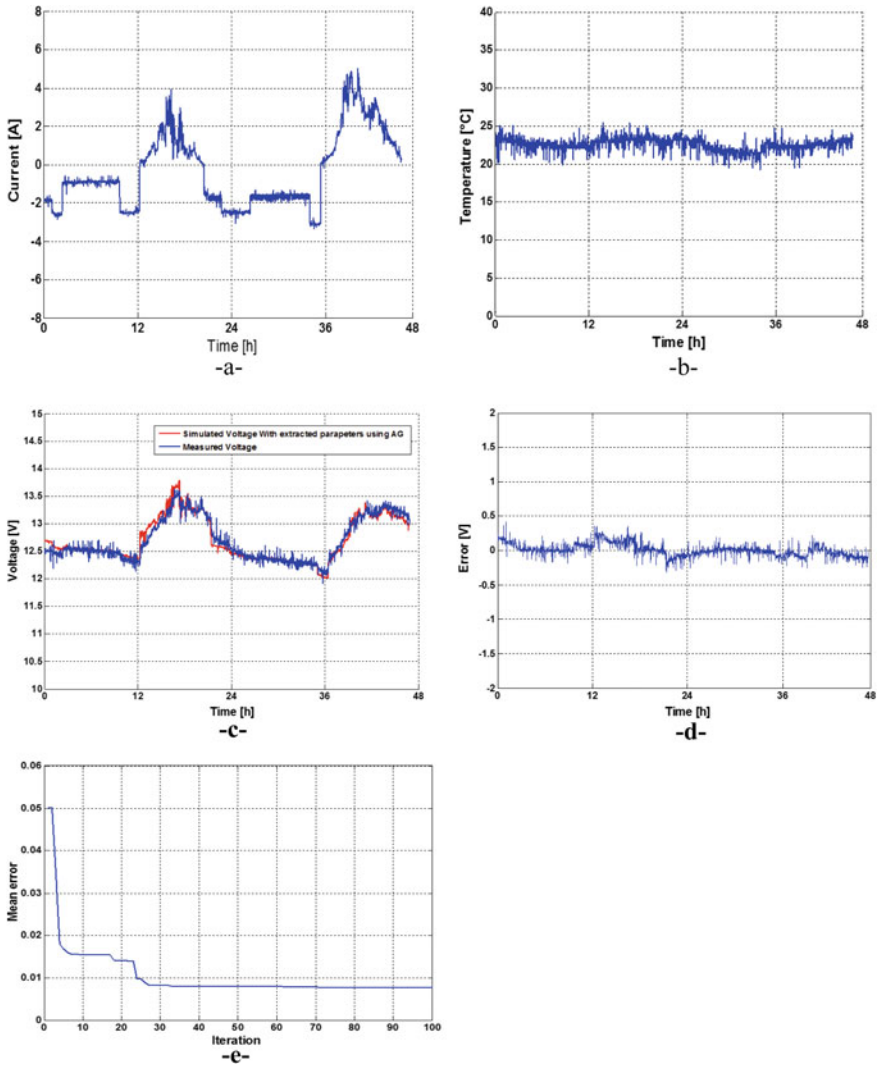 8
6
4
2
0
-2
-4
-6
-8
Current [A]
0 12 24 36 48
Time [h]
-a-
40
35
30
25
20
15
10
5
0
Temperature [°C]
0 12 24 36 48
Time [h]
-b-
15
14.5
14
13.5
13
12.5
12
11.5
11
10.5
10
Voltage [V]
Simulated Voltage With extracted parapeters using AG
Measured Voltage
0 12 24 36 48
Time [h]
-c-
2
1.5
1
0.5
0
-0.5
-1
-1.5
-2
Error [V]
0 12 24 36 48
Time [h]
-d-
0.06
0.05
0.04
0.03
0.02
0.01
0
Mean error
0 10 20 30 40 50 60 70 80 90 100
Iteration
-e-